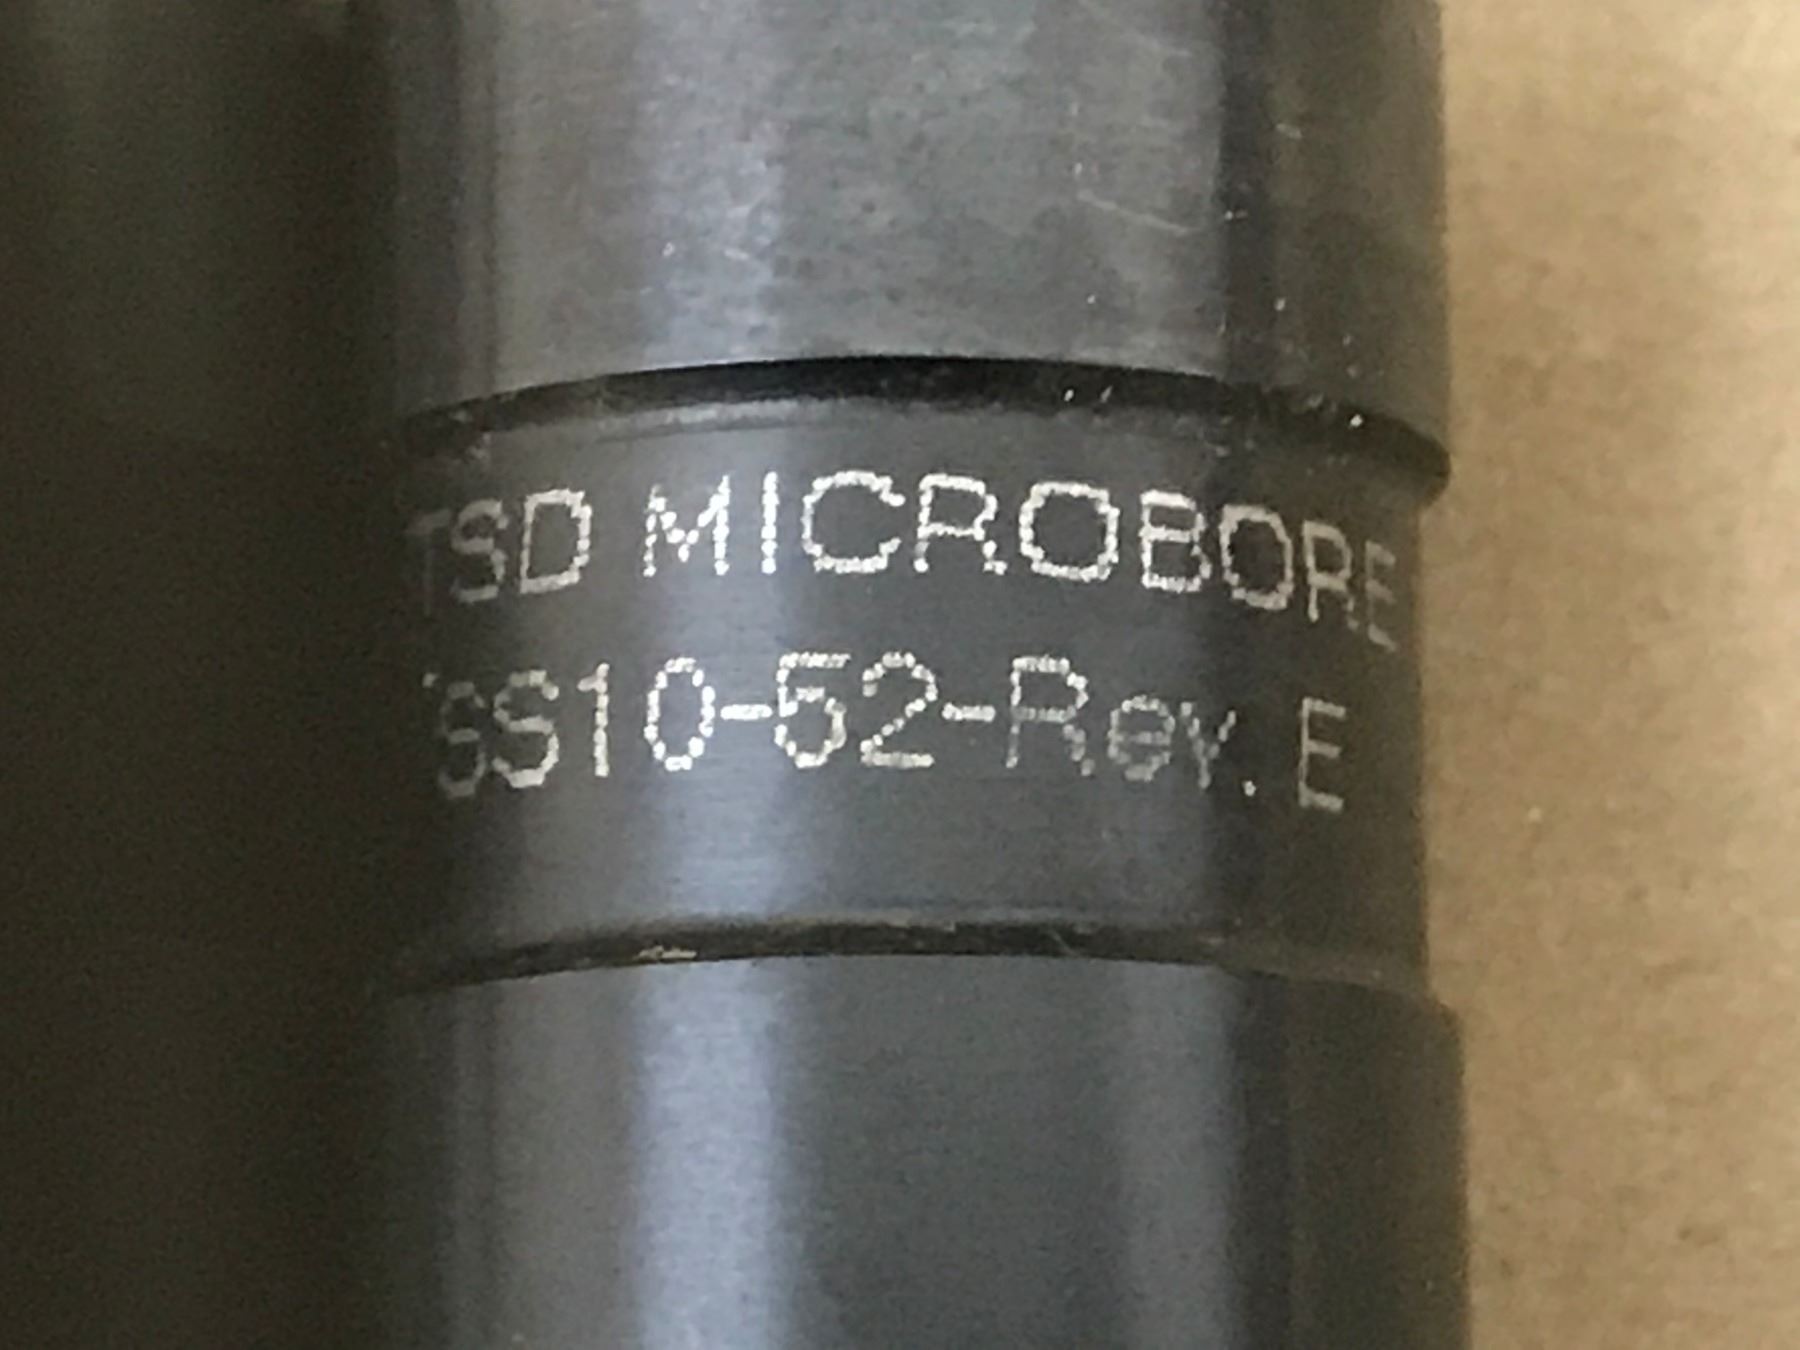 TSD MICROBORE
SS10-52-Rev. E